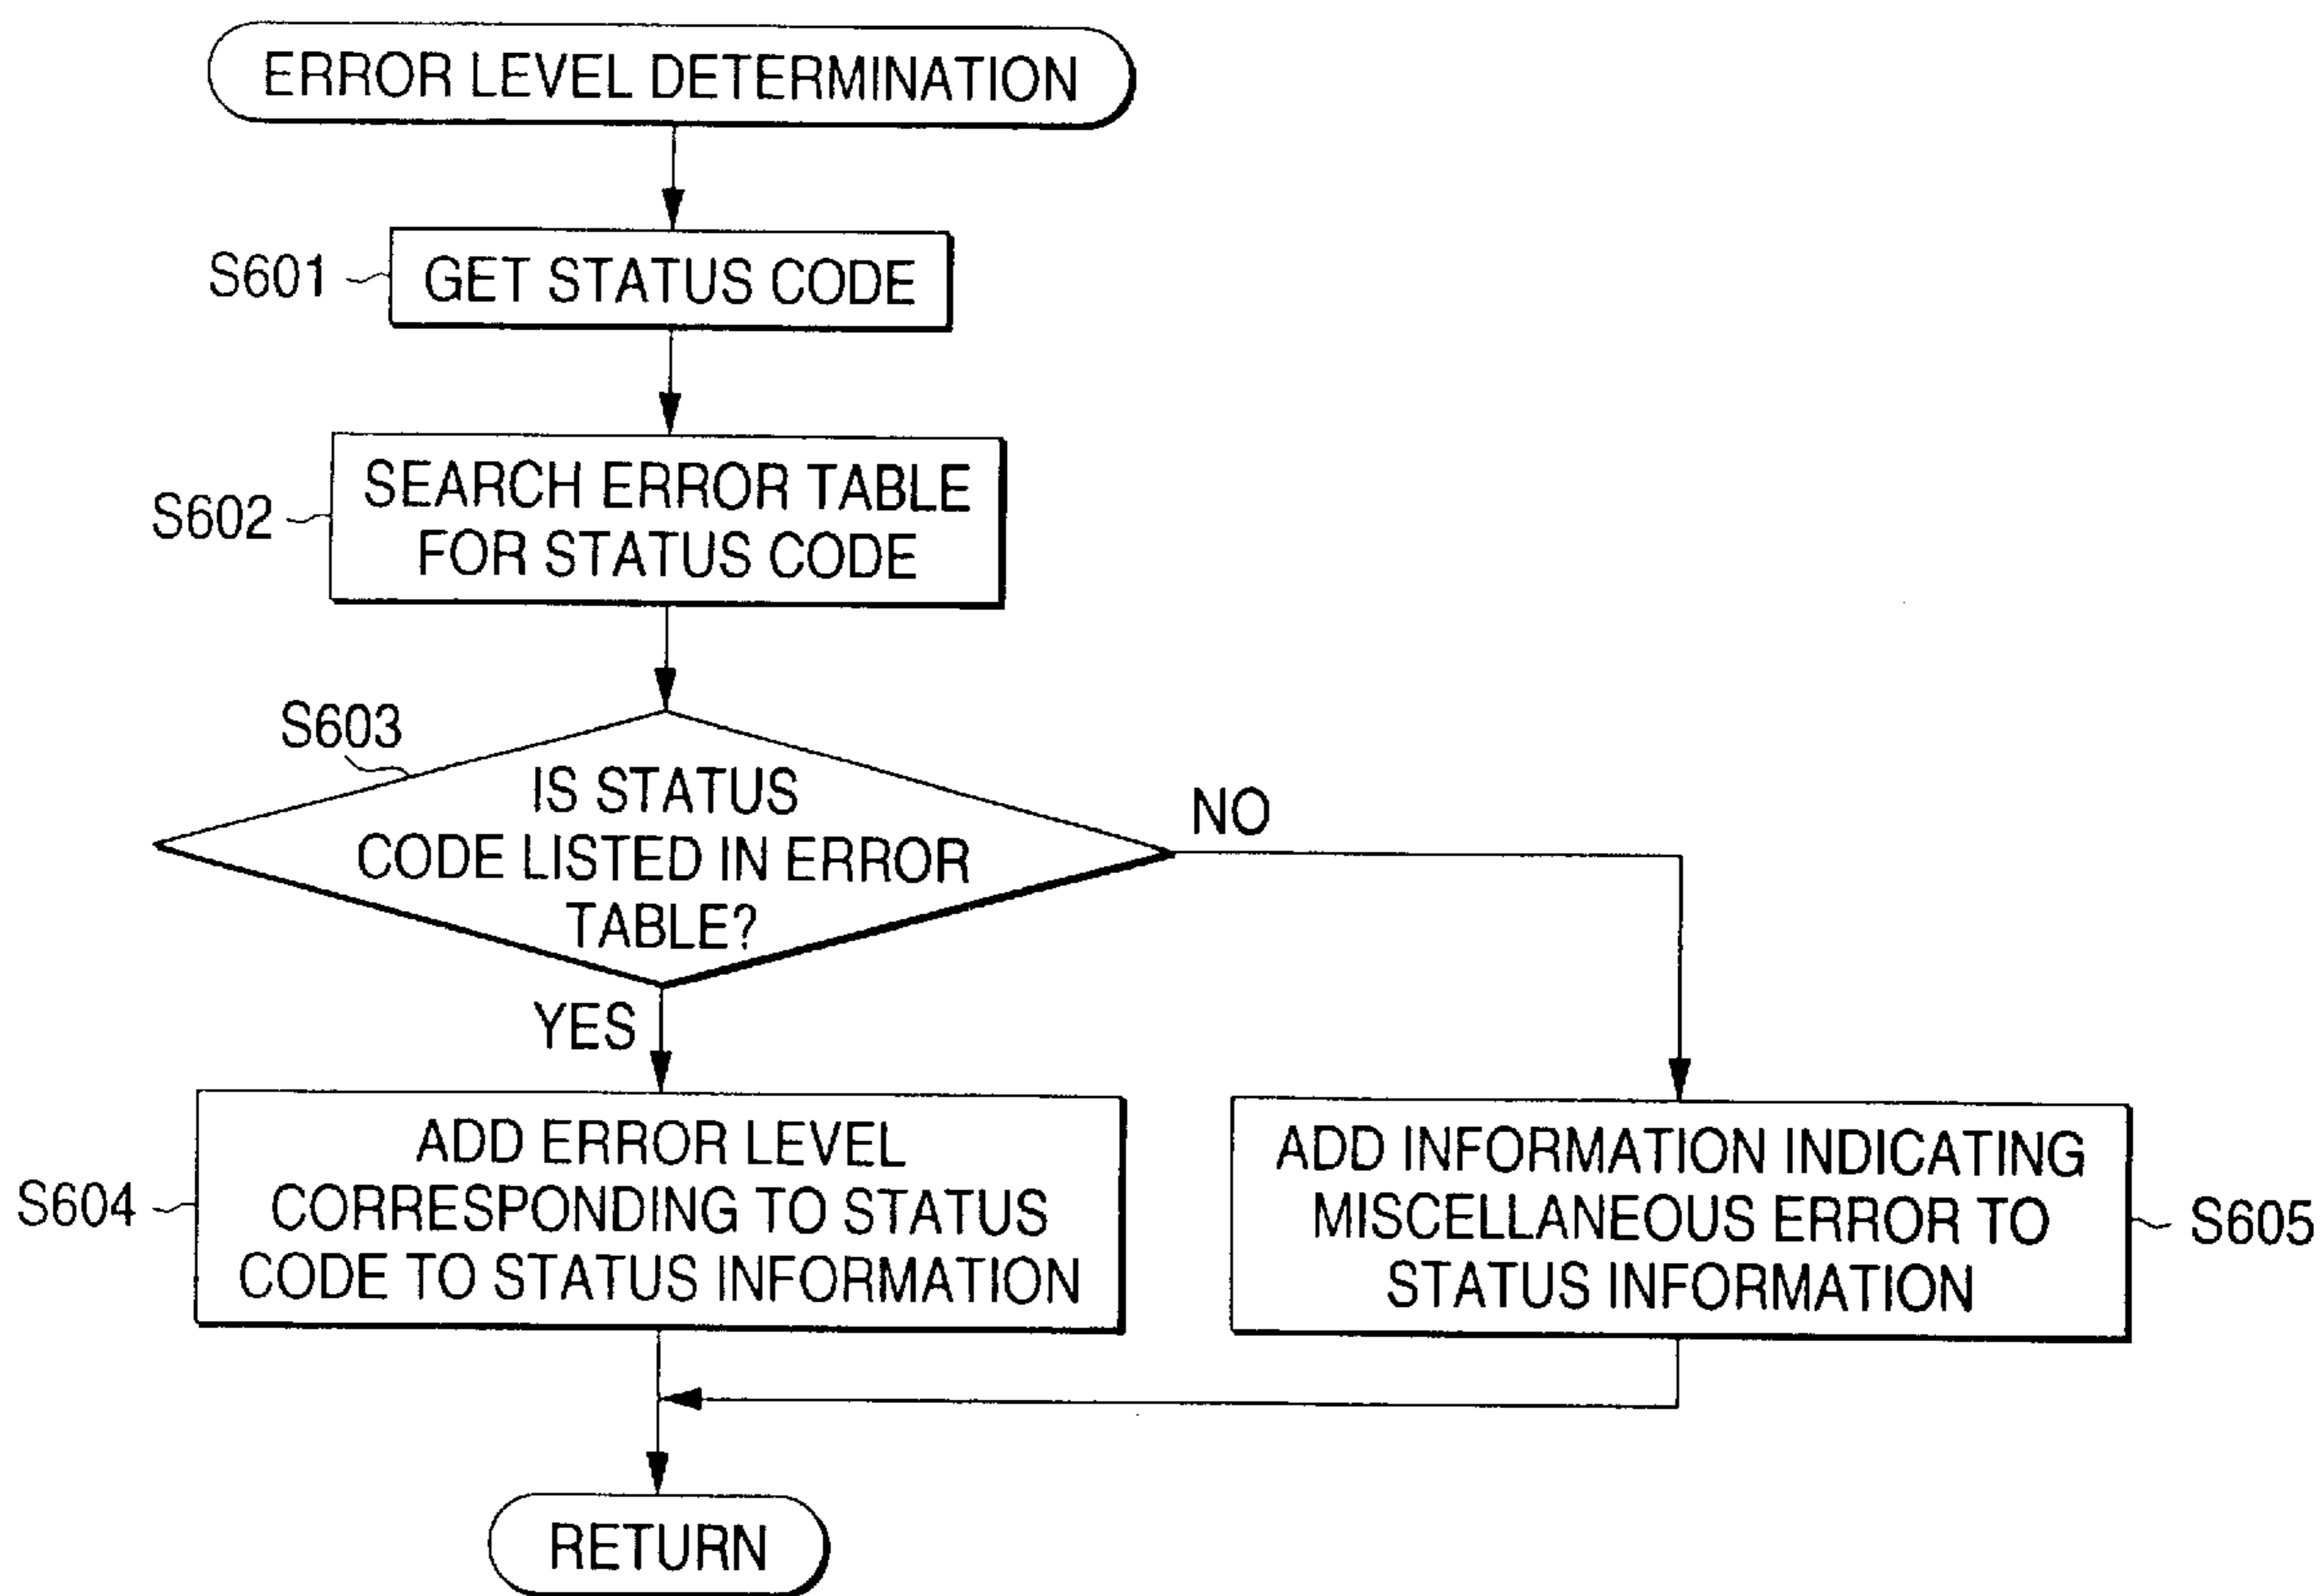 ERROR LEVEL DETERMINATION
S601
GET STATUS CODE
S602
SEARCH ERROR TABLE
FOR STATUS CODE
S603
IS STATUS
CODE LISTED IN ERROR
TABLE?
NO
YES
S604
ADD ERROR LEVEL
CORRESPONDING TO STATUS
CODE TO STATUS INFORMATION
ADD INFORMATION INDICATING
MISCELLANEOUS ERROR TO
STATUS INFORMATION
S605
RETURN